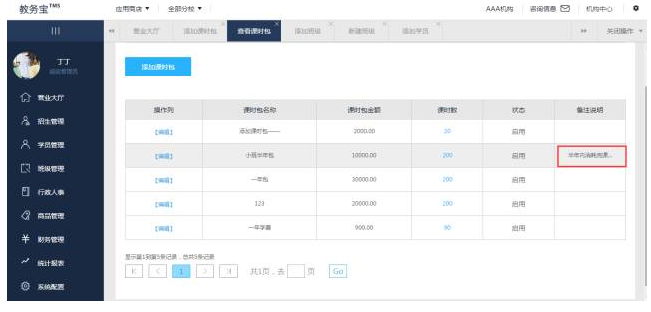 教务宝TMS 应用商店 ▼ 全部分校 ▼ AAA机构 咨询信息 机构中心
营业大厅 添加课时包 查看课时包 添加班级 新建班级 添加学员 关闭操作
丁丁
营业大厅
招生管理
学员管理
班级管理
行政人事
商品管理
财务管理
统计报表
系统配置
添加课时包
操作列 课时包名称 课时包金额 课时数 状态 备注说明
【编辑】 添加课时包—— 2000.00 20 启用
【编辑】 小班半年包 10000.00 200 启用 半年内消耗完课...
【编辑】 一年包 30000.00 200 启用
【编辑】 123 20000.00 200 启用
【编辑】 一年学籍 900.00 90 启用
显示第1到第5条记录，总共5条记录
1 共1页，去 页 Go